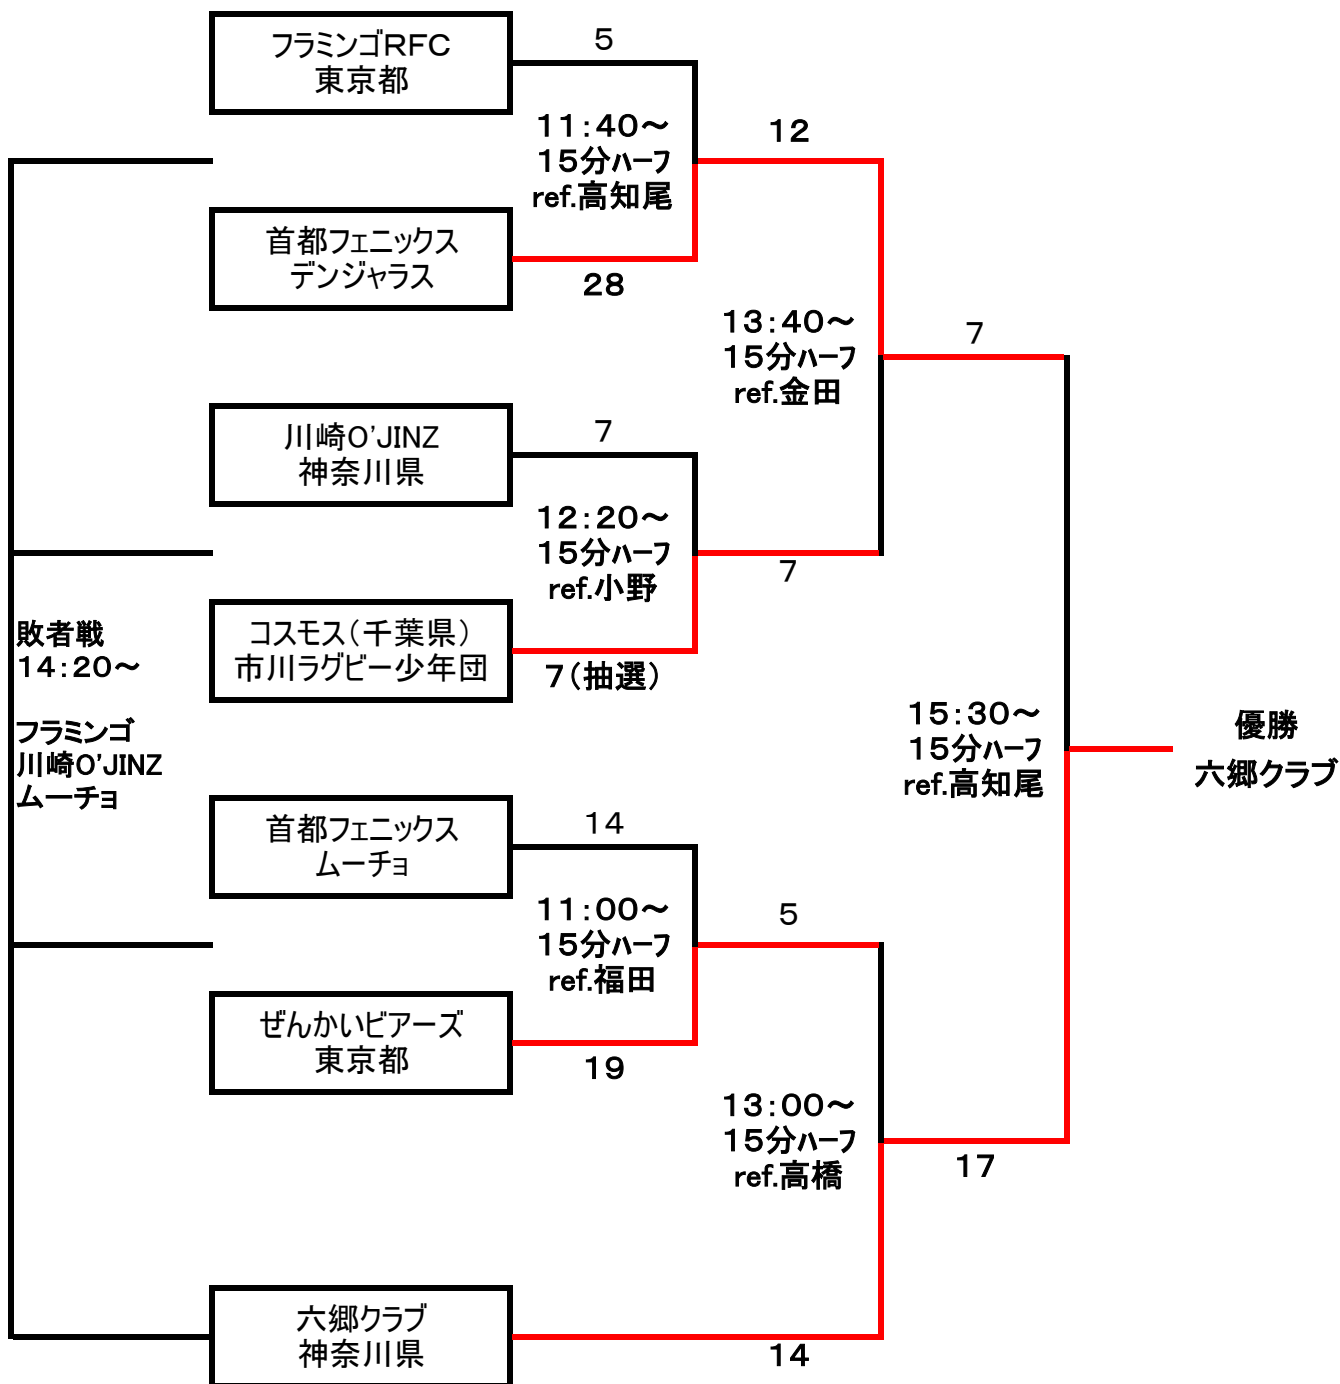 フラミンゴRFC
東京都
5
11:40～
15分ﾊｰﾌ
ref.高知尾
12
首都フェニックス
デンジャラス
28
13:40～
15分ﾊｰﾌ
ref.金田
7
川崎O'JINZ
神奈川県
7
12:20～
15分ﾊｰﾌ
ref.小野
7
コスモス（千葉県）
市川ラグビー少年団
7（抽選）
敗者戦
14:20～
フラミンゴ
川崎O'JINZ
ムーチョ
15:30～
15分ﾊｰﾌ
ref.高知尾
優勝
六郷クラブ
首都フェニックス
ムーチョ
14
11:00～
15分ﾊｰﾌ
ref.福田
5
ぜんかいビアーズ
東京都
19
13:00～
15分ﾊｰﾌ
ref.高橋
17
六郷クラブ
神奈川県
14